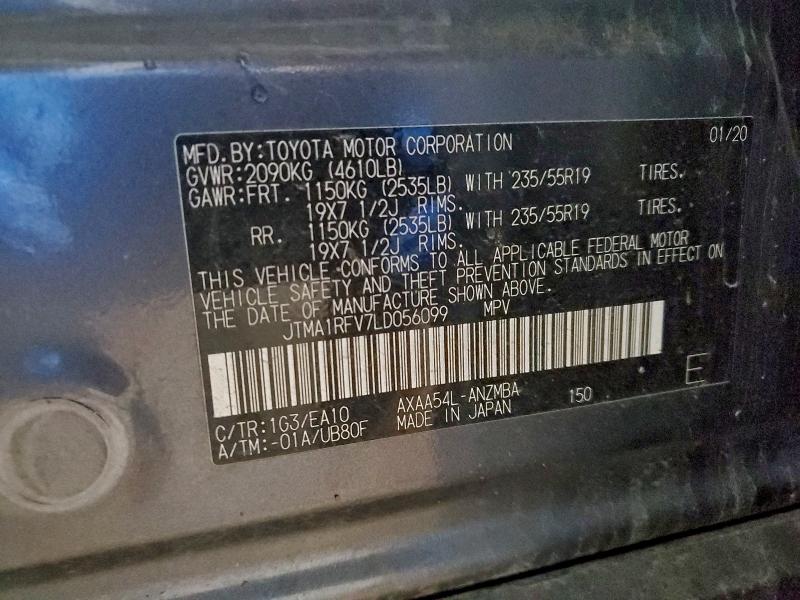 MFD.BY:TOYOTA MOTOR CORPORATION 01/20
GVWR:2090KG (4610LB)
GAWR:FRT. 1150KG (2535LB) WITH 235/55R19 TIRES.
19X7 1/2J RIMS.
RR. 1150KG (2535LB) WITH 235/55R19 TIRES.
19X7 1/2J RIMS.
THIS VEHICLE CONFORMS TO ALL APPLICABLE FEDERAL MOTOR
VEHICLE SAFETY AND THEFT PREVENTION STANDARDS IN EFFECT ON
THE DATE OF MANUFACTURE SHOWN ABOVE.
JTMA1RFV7LD056099 MPV
C/TR:1G3/EA10 AXAA54L-ANZMBA 150 E
A/TM:-01A/UB80F MADE IN JAPAN